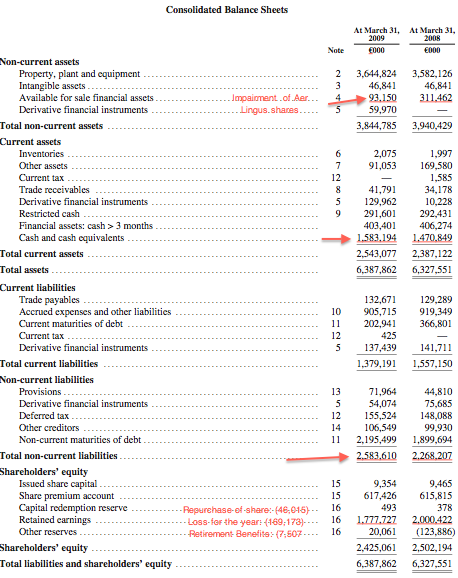 Consolidated Balance Sheets
At March 31, 2009 At March 31, 2008
Note €000 €000
Non-current assets
Property, plant and equipment 2 3,644,824 3,582,126
Intangible assets 3 46,841 46,841
Available for sale financial assets Impairment of Aer 4 93,150 311,462
Derivative financial instruments Lingus shares 5 59,970 —
Total non-current assets 3,844,785 3,940,429
Current assets
Inventories 6 2,075 1,997
Other assets 7 91,053 169,580
Current tax 12 — 1,585
Trade receivables 8 41,791 34,178
Derivative financial instruments 5 129,962 10,228
Restricted cash 9 291,601 292,431
Financial assets: cash > 3 months 403,401 406,274
Cash and cash equivalents 1,583,194 1,470,849
Total current assets 2,543,077 2,387,122
Total assets 6,387,862 6,327,551
Current liabilities
Trade payables 132,671 129,289
Accrued expenses and other liabilities 10 905,715 919,349
Current maturities of debt 11 202,941 366,801
Current tax 12 425 —
Derivative financial instruments 5 137,439 141,711
Total current liabilities 1,379,191 1,557,150
Non-current liabilities
Provisions 13 71,964 44,810
Derivative financial instruments 5 54,074 75,685
Deferred tax 12 155,524 148,088
Other creditors 14 106,549 99,930
Non-current maturities of debt 11 2,195,499 1,899,694
Total non-current liabilities 2,583,610 2,268,207
Shareholders' equity
Issued share capital 15 9,354 9,465
Share premium account 15 617,426 615,815
Capital redemption reserve Repurchase of share: (46,015) 16 493 378
Retained earnings Loss for the year: (169,173) 16 1,777,727 2,000,422
Other reserves Retirement Benefits: (7,507 16 20,061 (123,886)
Shareholders' equity 2,425,061 2,502,194
Total liabilities and shareholders' equity 6,387,862 6,327,551